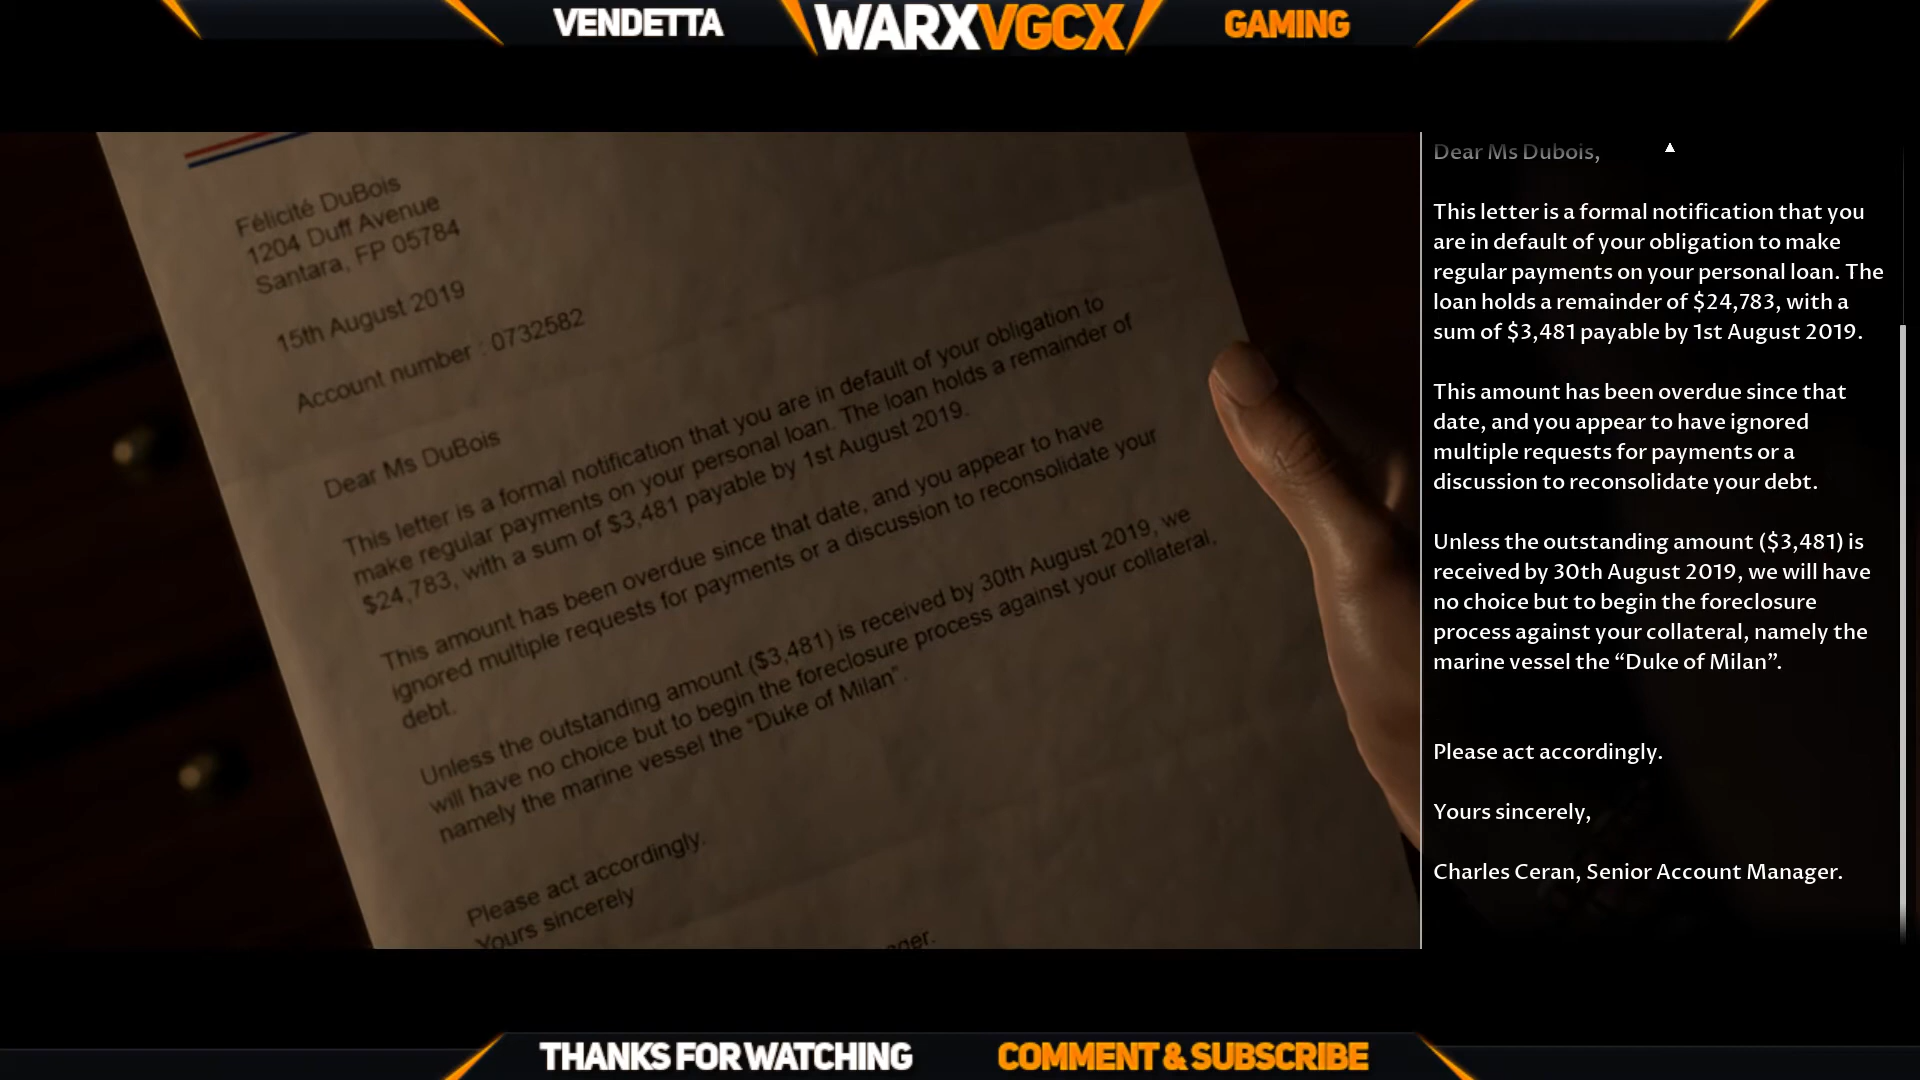 VENDETTA
WARXVGCX
GAMING
Félicité DuBois
1204 Duff Avenue
Santara, FP 05784
15th August 2019
Account number : 0732582
Dear Ms DuBois
This letter is a formal notification that you are in default of your obligation to
make regular payments on your personal loan. The loan holds a remainder of
$24,783, with a sum of $3,481 payable by 1st August 2019.
This amount has been overdue since that date, and you appear to have
ignored multiple requests for payments or a discussion to reconsolidate your
debt.
Unless the outstanding amount ($3,481) is received by 30th August 2019, we
will have no choice but to begin the foreclosure process against your collateral,
namely the marine vessel the "Duke of Milan".
Please act accordingly.
Yours sincerely
Dear Ms Dubois,
This letter is a formal notification that you
are in default of your obligation to make
regular payments on your personal loan. The
loan holds a remainder of $24,783, with a
sum of $3,481 payable by 1st August 2019.
This amount has been overdue since that
date, and you appear to have ignored
multiple requests for payments or a
discussion to reconsolidate your debt.
Unless the outstanding amount ($3,481) is
received by 30th August 2019, we will have
no choice but to begin the foreclosure
process against your collateral, namely the
marine vessel the “Duke of Milan”.
Please act accordingly.
Yours sincerely,
Charles Ceran, Senior Account Manager.
THANKS FOR WATCHING
COMMENT & SUBSCRIBE